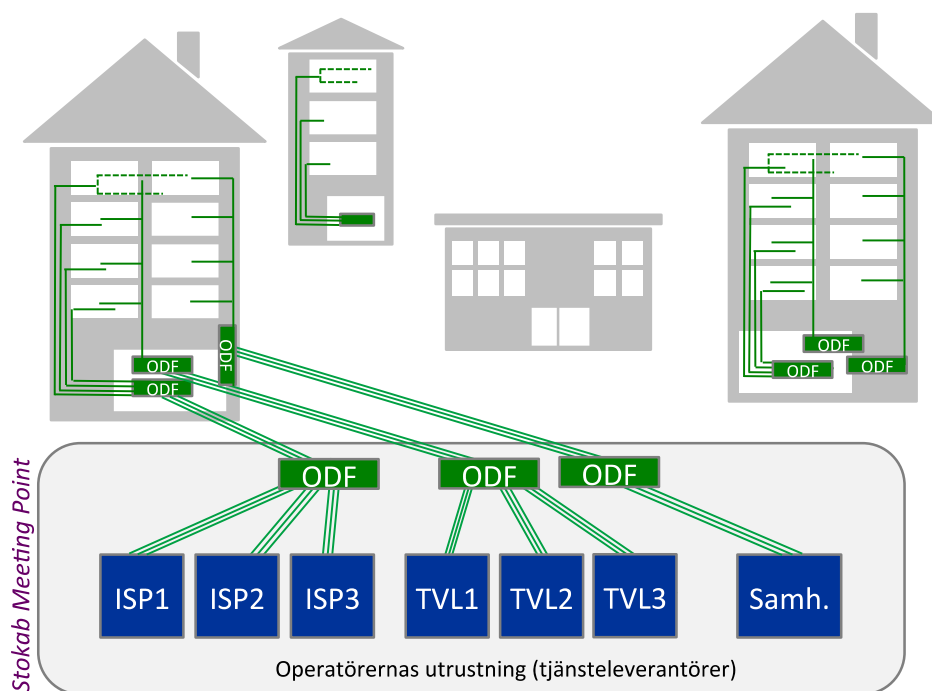 ODF
ODF
ODF
ODF
ODF
ODF
ODF
ODF
ODF
Stokab Meeting Point
ISP1
ISP2
ISP3
TVL1
TVL2
TVL3
Samh.
Operatörernas utrustning (tjänsteleverantörer)